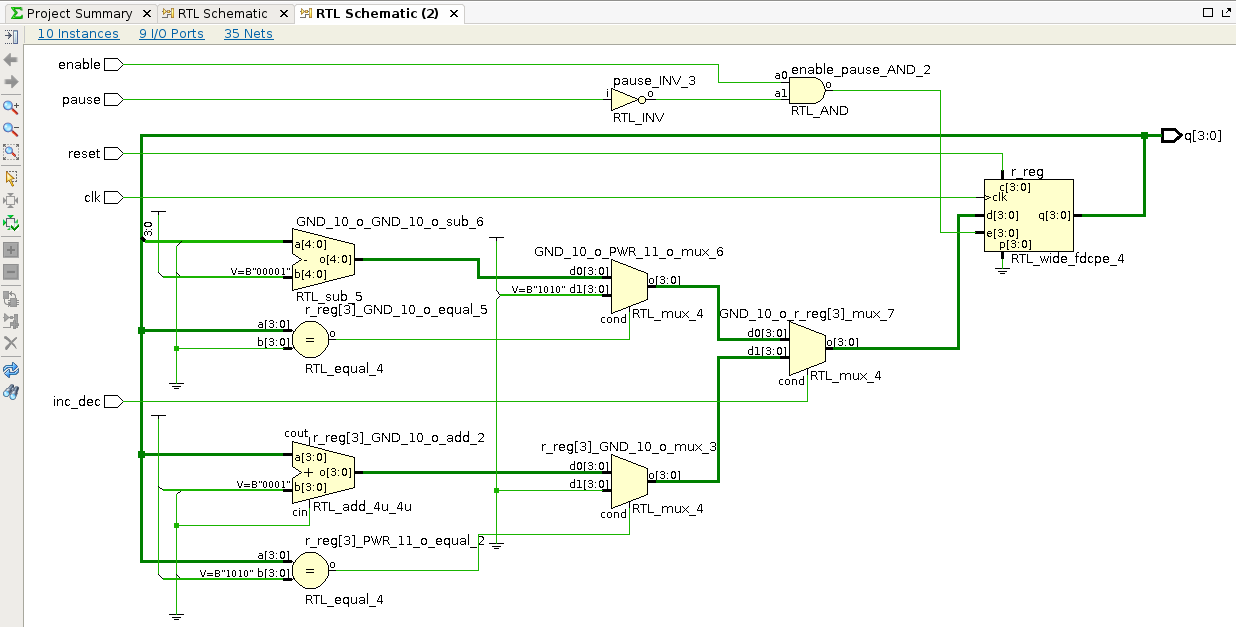 Project Summary RTL Schematic RTL Schematic (2)
10 Instances 9 I/O Ports 35 Nets
enable
pause
pause_INV_3
i
o
RTL_INV
enable_pause_AND_2
a0
a1
o
RTL_AND
q[3:0]
reset
clk
r_reg
c[3:0]
clk
d[3:0]
q[3:0]
e[3:0]
p[3:0]
RTL_wide_fdcpe_4
3:0
GND_10_o_GND_10_o_sub_6
a[4:0]
-
o[4:0]
V=B"00001"
b[4:0]
RTL_sub_5
GND_10_o_PWR_11_o_mux_6
d0[3:0]
V=B"1010" d1[3:0]
o[3:0]
cond
RTL_mux_4
r_reg[3]_GND_10_o_equal_5
a[3:0]
b[3:0]
=
o
RTL_equal_4
GND_10_o_r_reg[3]_mux_7
d0[3:0]
d1[3:0]
o[3:0]
cond
RTL_mux_4
inc_dec
cout
r_reg[3]_GND_10_o_add_2
a[3:0]
+
o[3:0]
V=B"0001"
b[3:0]
cin
RTL_add_4u_4u
r_reg[3]_GND_10_o_mux_3
d0[3:0]
d1[3:0]
o[3:0]
cond
RTL_mux_4
r_reg[3]_PWR_11_o_equal_2
a[3:0]
V=B"1010" b[3:0]
=
o
RTL_equal_4